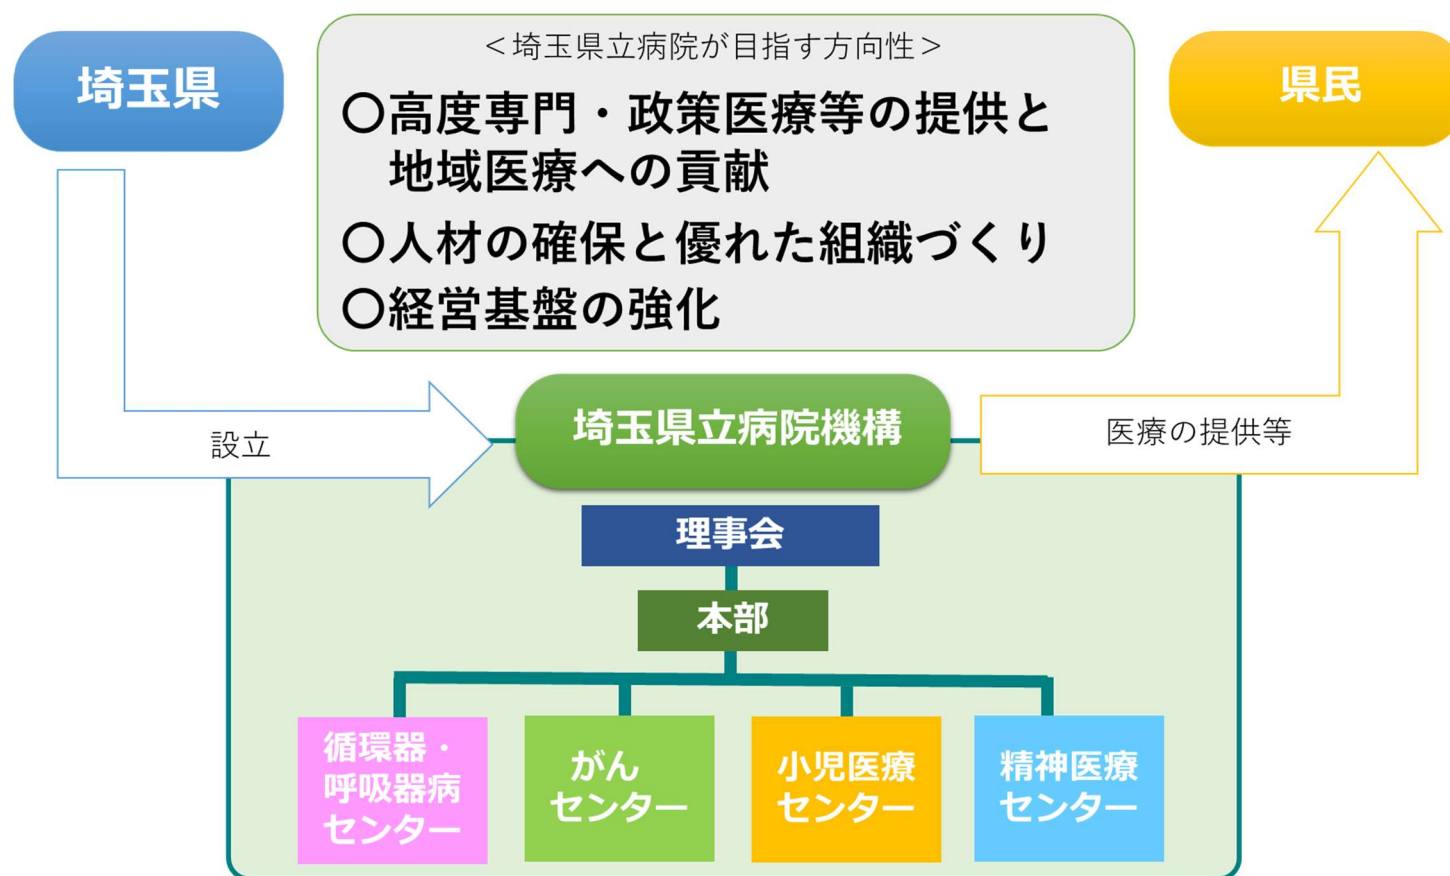 埼玉県
＜埼玉県立病院が目指す方向性＞
○高度専門・政策医療等の提供と
地域医療への貢献
○人材の確保と優れた組織づくり
○経営基盤の強化
県民
設立
埼玉県立病院機構
医療の提供等
理事会
本部
循環器・
呼吸器病
センター
がん
センター
小児医療
センター
精神医療
センター